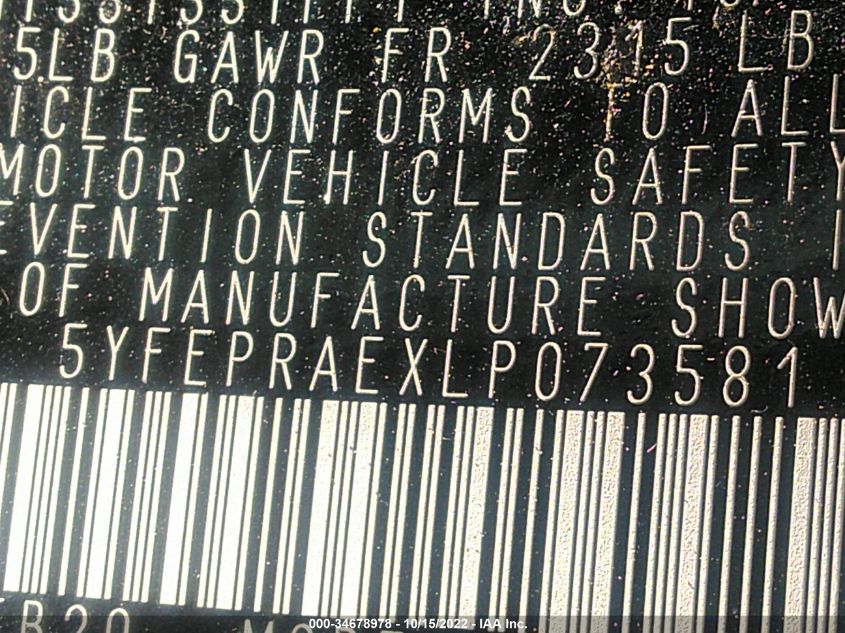 5LB GAWR FR 2315 LB
ICLE CONFORMS TO ALL
MOTOR VEHICLE SAFETY
EVENTION STANDARDS I
OF MANUFACTURE SHOW
5YFEPRAEXLP073581
000-34678978 - 10/15/2022 - IAA Inc.